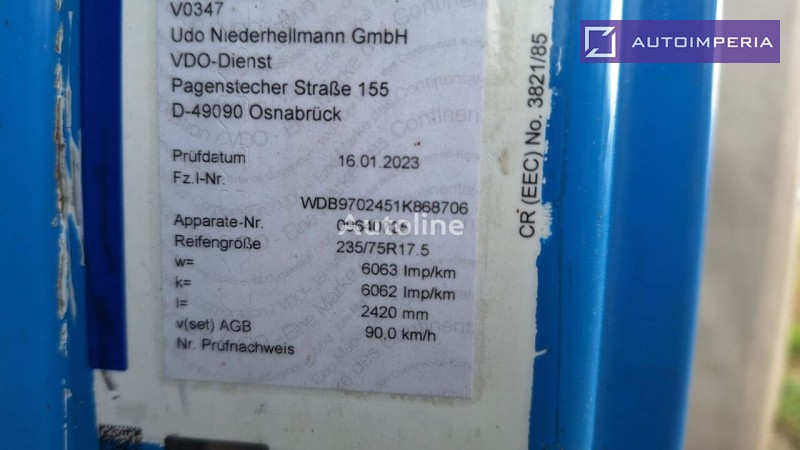 V0347
Udo Niederhellmann GmbH
VDO-Dienst
Pagenstecher Straße 155
D-49090 Osnabrück
Prüfdatum 16.01.2023
Fz.I-Nr.
WDB9702451K868706
Apparate-Nr.
Reifengröße 235/75R17.5
w= 6063 Imp/km
k= 6062 Imp/km
l= 2420 mm
v(set) AGB 90,0 km/h
Nr. Prüfnachweis
CR (EEC) No. 3821/85
AUTOIMPERIA
Autoline